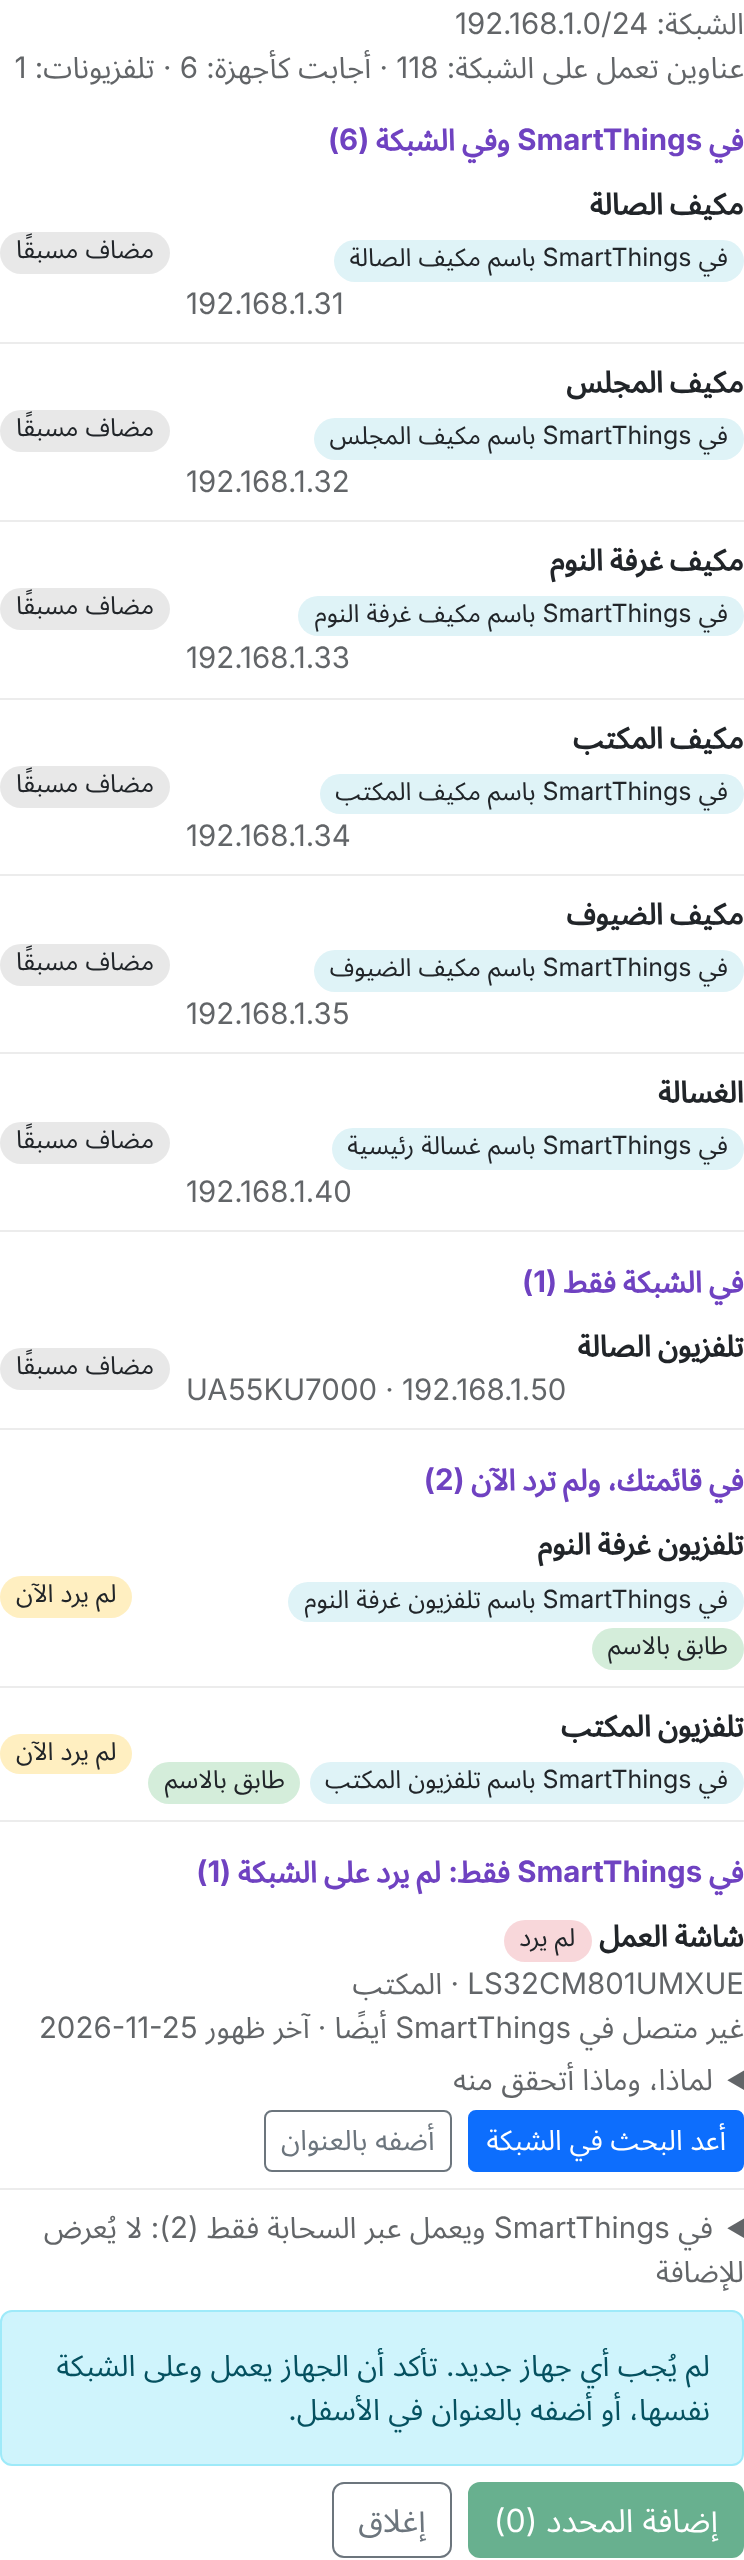 الشبكة: 192.168.1.0/24
عناوين تعمل على الشبكة: 118 · أجابت كأجهزة: 6 · تلفزيونات: 1
في SmartThings وفي الشبكة (6)
مكيف الصالة
في SmartThings باسم مكيف الصالة
مضاف مسبقًا
192.168.1.31
مكيف المجلس
في SmartThings باسم مكيف المجلس
مضاف مسبقًا
192.168.1.32
مكيف غرفة النوم
في SmartThings باسم مكيف غرفة النوم
مضاف مسبقًا
192.168.1.33
مكيف المكتب
في SmartThings باسم مكيف المكتب
مضاف مسبقًا
192.168.1.34
مكيف الضيوف
في SmartThings باسم مكيف الضيوف
مضاف مسبقًا
192.168.1.35
الغسالة
في SmartThings باسم غسالة رئيسية
مضاف مسبقًا
192.168.1.40
في الشبكة فقط (1)
تلفزيون الصالة
مضاف مسبقًا
UA55KU7000 · 192.168.1.50
في قائمتك، ولم ترد الآن (2)
تلفزيون غرفة النوم
في SmartThings باسم تلفزيون غرفة النوم
لم يرد الآن
طابق بالاسم
تلفزيون المكتب
لم يرد الآن
في SmartThings باسم تلفزيون المكتب طابق بالاسم
في SmartThings فقط: لم يرد على الشبكة (1)
شاشة العمل لم يرد
LS32CM801UMXUE · المكتب
غير متصل في SmartThings أيضًا · آخر ظهور 2026-11-25
◀ لماذا، وماذا أتحقق منه
أعد البحث في الشبكة أضفه بالعنوان
◀ في SmartThings ويعمل عبر السحابة فقط (2): لا يُعرض
للإضافة
لم يُجب أي جهاز جديد. تأكد أن الجهاز يعمل وعلى الشبكة
نفسها، أو أضفه بالعنوان في الأسفل.
إضافة المحدد (0) إغلاق